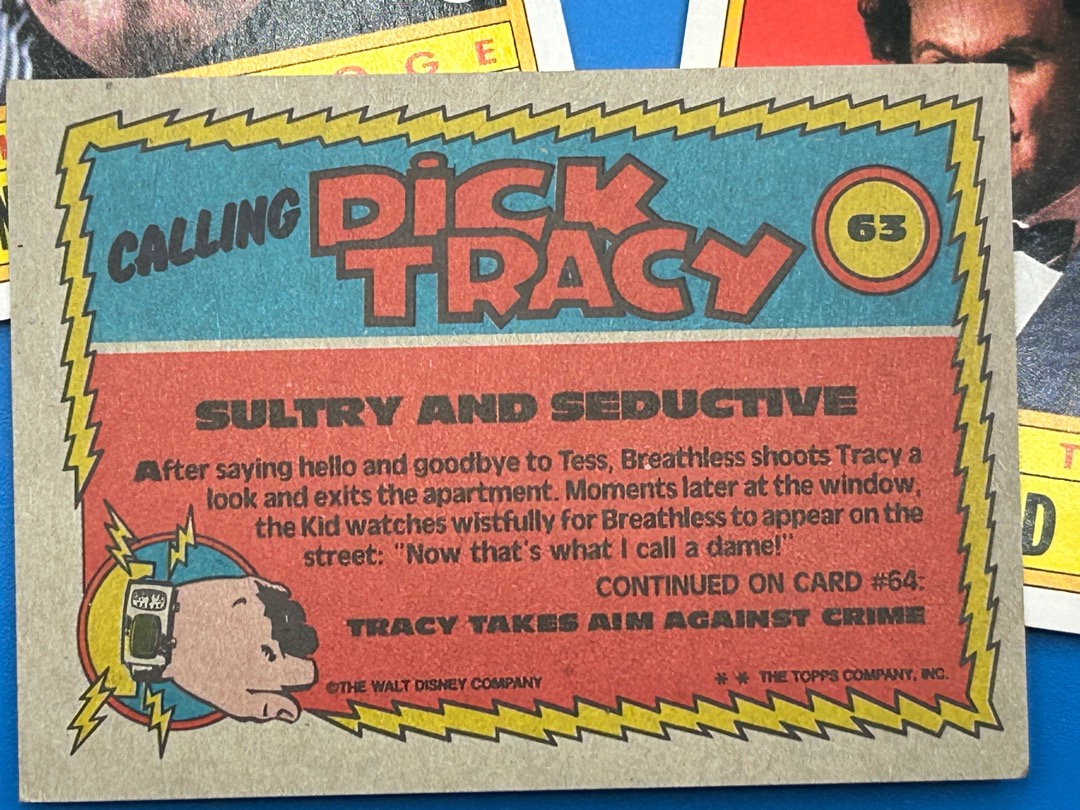 O G E
CALLING
DiCK
TRACY
63
SULTRY AND SEDUCTIVE
After saying hello and goodbye to Tess, Breathless shoots Tracy a
look and exits the apartment. Moments later at the window,
the Kid watches wistfully for Breathless to appear on the
street: "Now that's what I call a dame!"
CONTINUED ON CARD #64:
TRACY TAKES AIM AGAINST CRIME
©THE WALT DISNEY COMPANY
* * THE TOPPS COMPANY, INC.
D